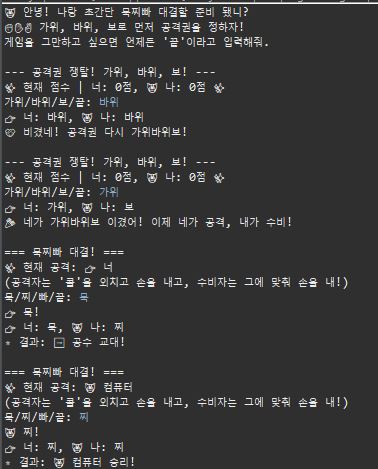 🐯 안녕! 나랑 초간단 묵찌빠 대결할 준비 됐니?
✊✋✌ 가위, 바위, 보로 먼저 공격권을 정하자!
게임을 그만하고 싶으면 언제든 '끝'이라고 입력해줘.
--- 공격권 쟁탈! 가위, 바위, 보! ---
✨ 현재 점수 | 너: 0점, 🐯 나: 0점 ✨
가위/바위/보/끝: 바위
👉 너: 바위, 🐯 나: 바위
비겼네! 공격권 다시 가위바위보!
--- 공격권 쟁탈! 가위, 바위, 보! ---
✨ 현재 점수 | 너: 0점, 🐯 나: 0점 ✨
가위/바위/보/끝: 가위
👉 너: 가위, 🐯 나: 보
🎉 네가 가위바위보 이겼어! 이제 네가 공격, 내가 수비!
=== 묵찌빠 대결! ===
✨ 현재 공격: 👉 너
(공격자는 '콜'을 외치고 손을 내고, 수비자는 그에 맞춰 손을 내!)
묵/찌/빠/끝: 묵
👉 묵!
👉 너: 묵, 🐯 나: 찌
결과: 공수 교대!
=== 묵찌빠 대결! ===
✨ 현재 공격: 🐯 컴퓨터
(공격자는 '콜'을 외치고 손을 내고, 수비자는 그에 맞춰 손을 내!)
묵/찌/빠/끝: 찌
🐯 찌!
👉 너: 찌, 🐯 나: 찌
결과: 🐯 컴퓨터 승리!